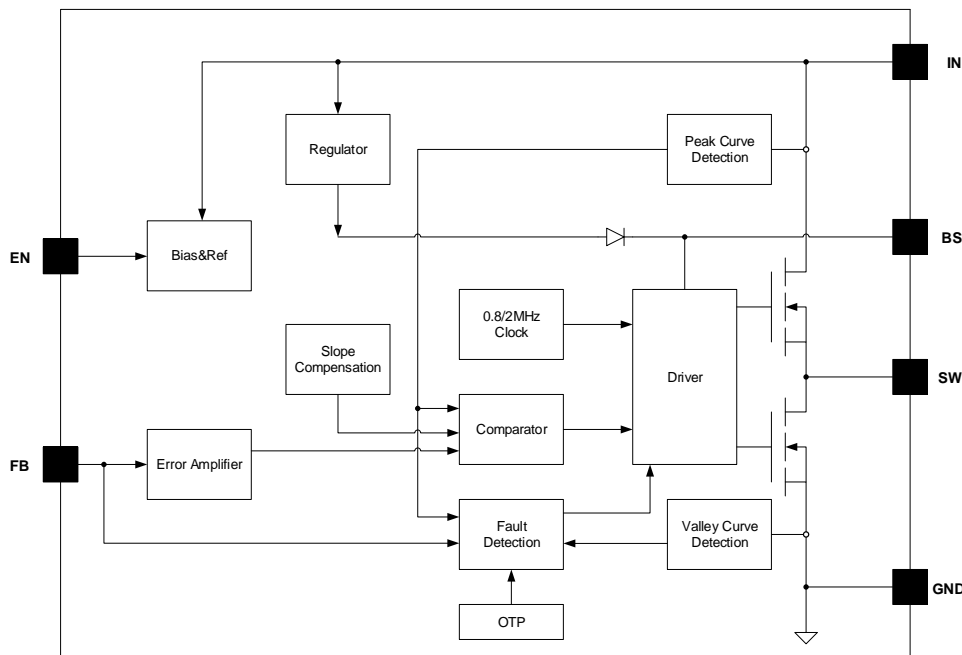 IN
Peak Curve
Detection
Regulator
BS
EN
Bias&Ref
0.8/2MHz
Clock
Slope
Compensation
Driver
SW
Comparator
FB
Error Amplifier
Fault
Detection
Valley Curve
Detection
GND
OTP